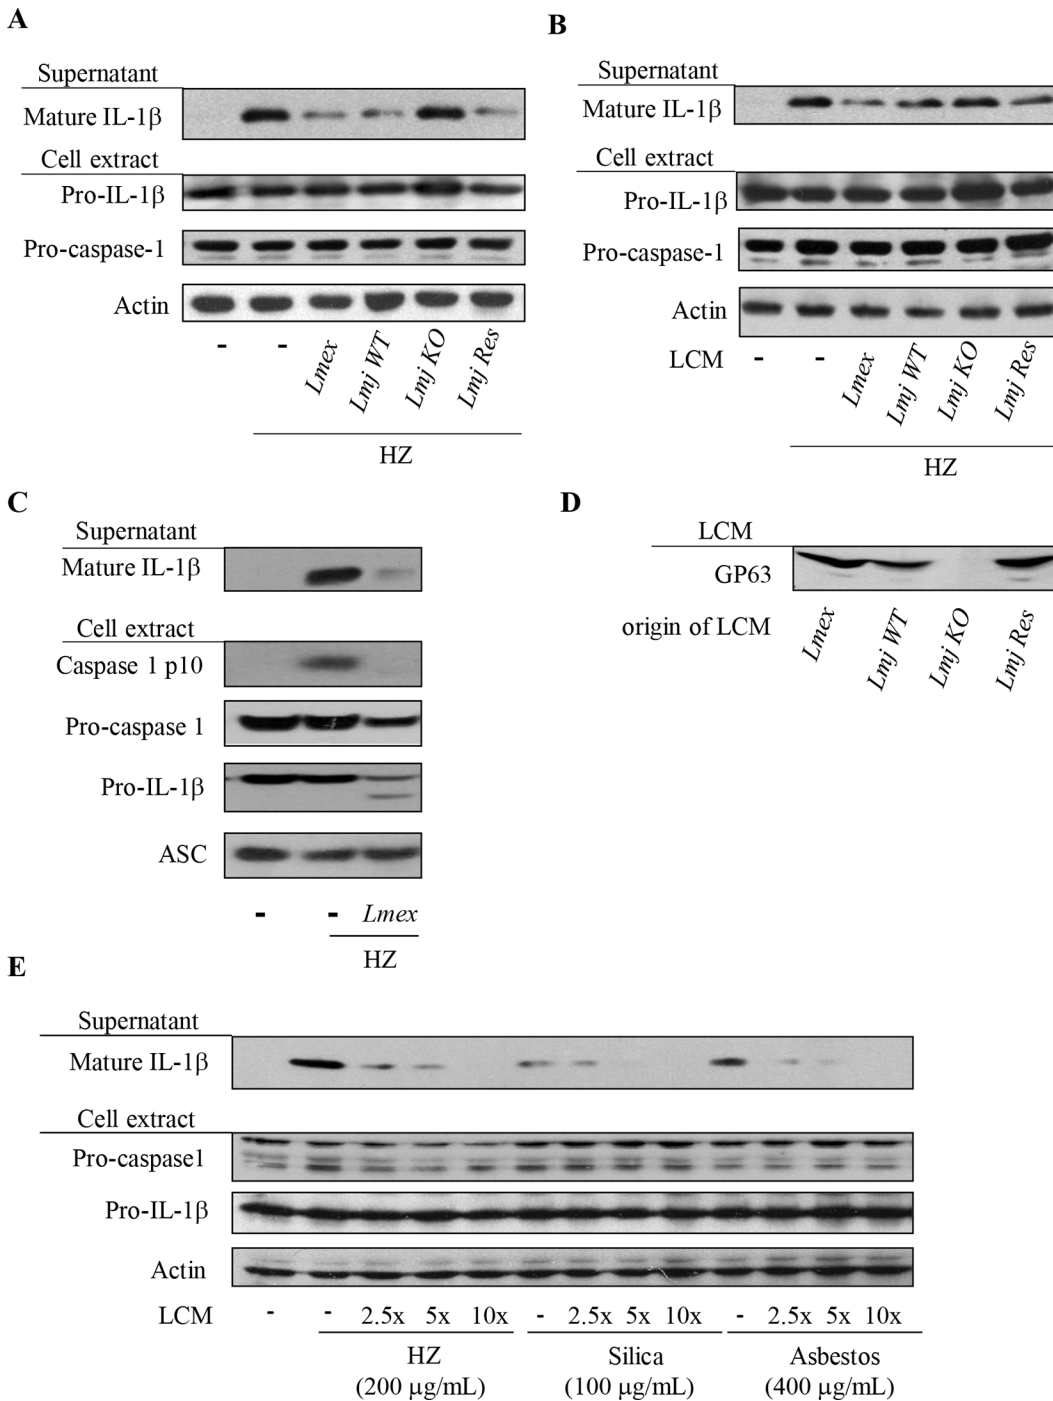 A
Supernatant
Mature IL-1β
Cell extract
Pro-IL-1β
Pro-caspase-1
Actin
- - Lmex Lmj WT Lmj KO Lmj Res
HZ
B
Supernatant
Mature IL-1β
Cell extract
Pro-IL-1β
Pro-caspase-1
Actin
LCM - - Lmex Lmj WT Lmj KO Lmj Res
HZ
C
Supernatant
Mature IL-1β
Cell extract
Caspase 1 p10
Pro-caspase 1
Pro-IL-1β
ASC
- - Lmex
HZ
D
LCM
GP63
origin of LCM Lmex Lmj WT Lmj KO Lmj Res
E
Supernatant
Mature IL-1β
Cell extract
Pro-caspase1
Pro-IL-1β
Actin
LCM - - 2.5x 5x 10x - 2.5x 5x 10x - 2.5x 5x 10x
HZ Silica Asbestos
(200 μg/mL) (100 μg/mL) (400 μg/mL)